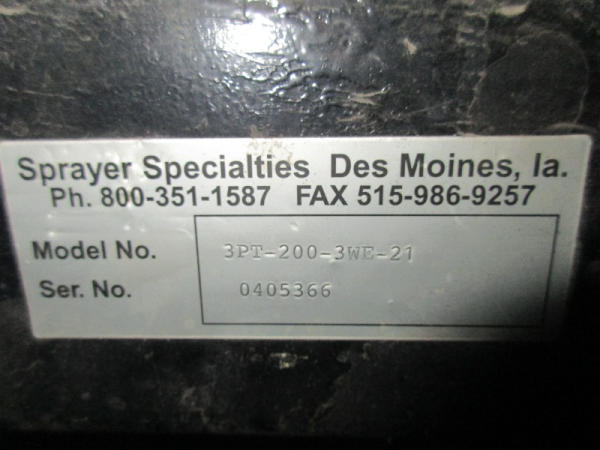 Sprayer Specialties Des Moines, Ia.
Ph. 800-351-1587 FAX 515-986-9257
Model No. 3PT-200-3WE-21
Ser. No. 0405366